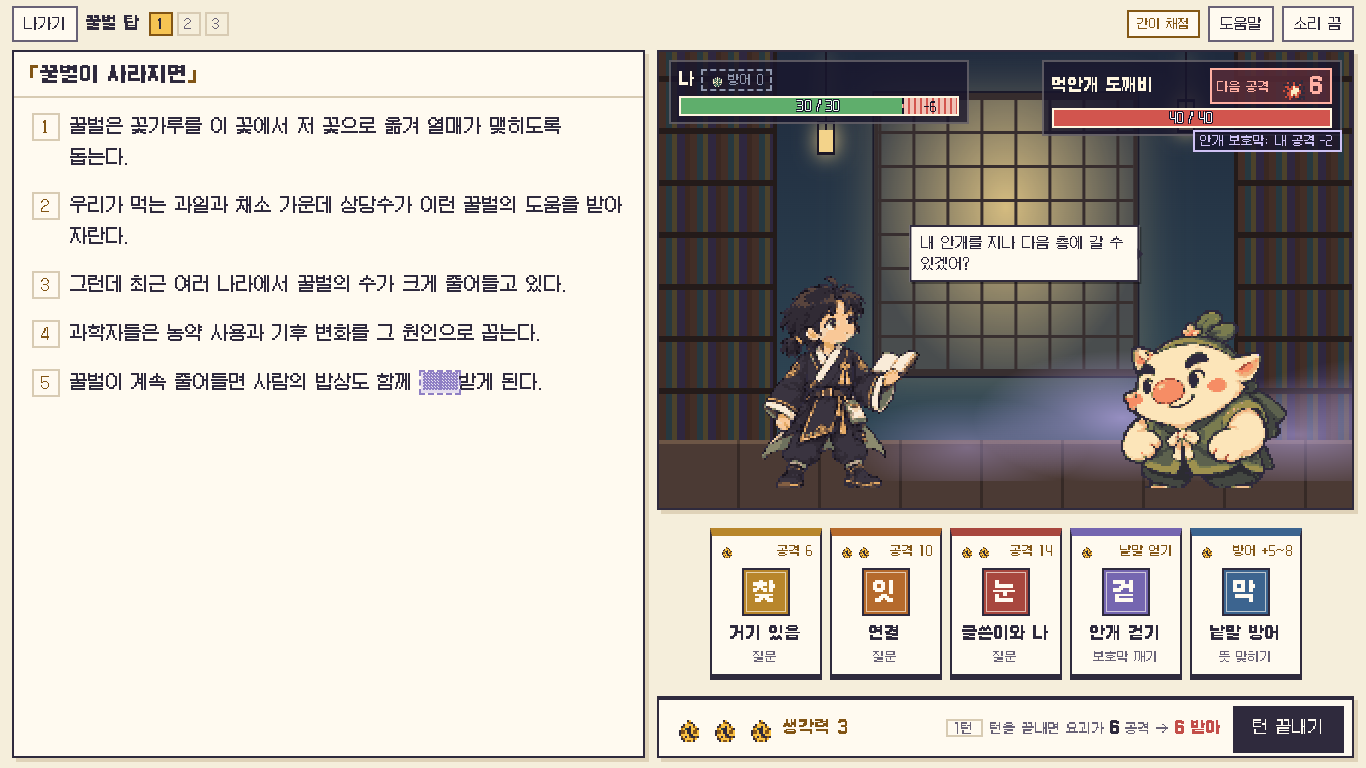 나가기 꿀벌 탑 1 2 3 간이 채점 도움말 소리 끔
「꿀벌이 사라지면」
1 꿀벌은 꽃가루를 이 꽃에서 저 꽃으로 옮겨 열매가 맺히도록
돕는다.
2 우리가 먹는 과일과 채소 가운데 상당수가 이런 꿀벌의 도움을 받아
자란다.
3 그런데 최근 여러 나라에서 꿀벌의 수가 크게 줄어들고 있다.
4 과학자들은 농약 사용과 기후 변화를 그 원인으로 꼽는다.
5 꿀벌이 계속 줄어들면 사람의 밥상도 함께 받게 된다.
나 방어 0
30 / 30 -6
먹안개 도깨비 다음 공격 6
40 / 40
안개 보호막: 내 공격 -2
내 안개를 지나 다음 층에 갈 수
있겠어?
공격 6
찾
거기 있음
질문
공격 10
잇
연결
질문
공격 14
눈
글쓴이와 나
질문
낱말 얻기
걷
안개 걷기
보호막 깨기
방어 +5~8
막
낱말 방어
뜻 맞히기
생각력 3
1턴 턴을 끝내면 요괴가 6 공격 → 6 받아
턴 끝내기